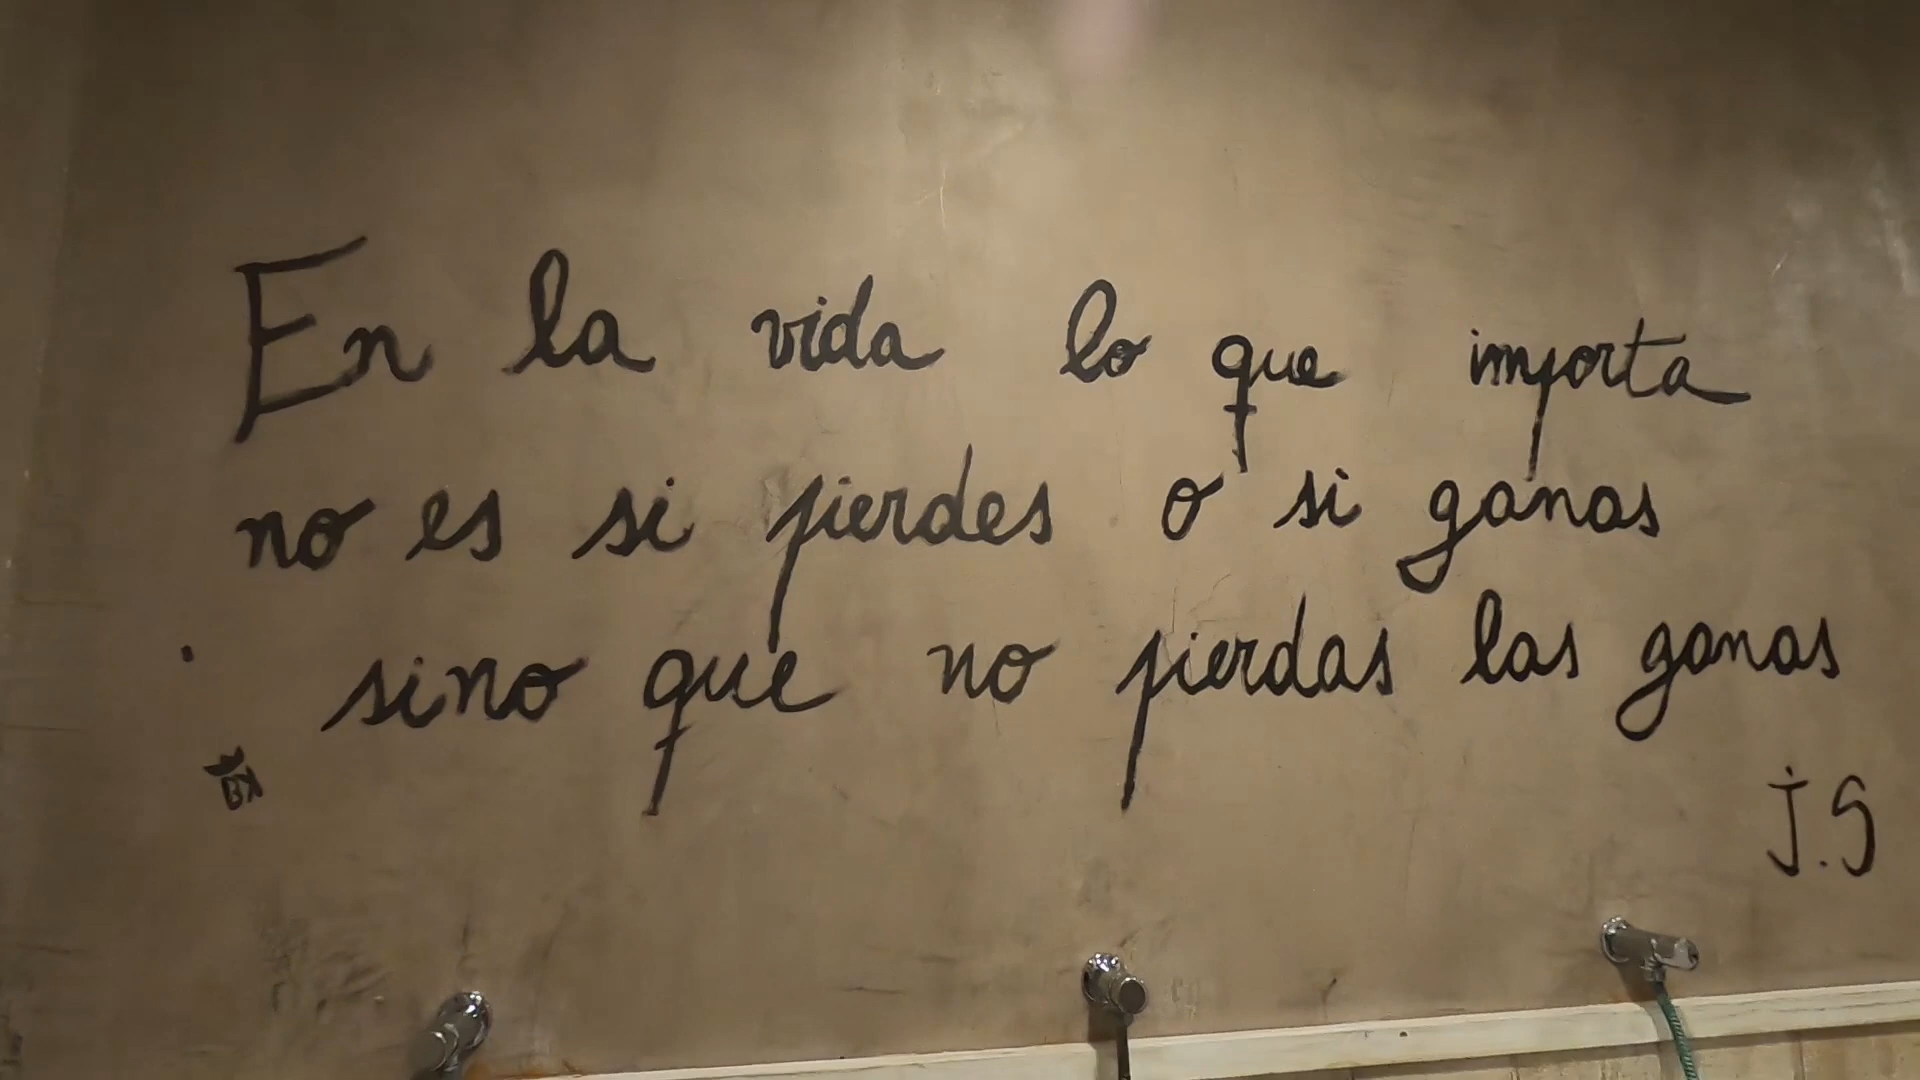 En la vida lo que importa
no es si pierdes o si ganas
sino que no pierdas las ganas
J.S